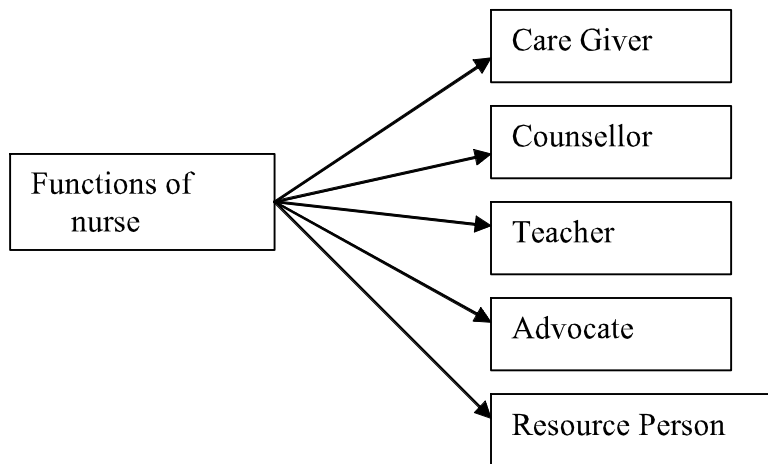 Functions of
nurse
Care Giver
Counsellor
Teacher
Advocate
Resource Person